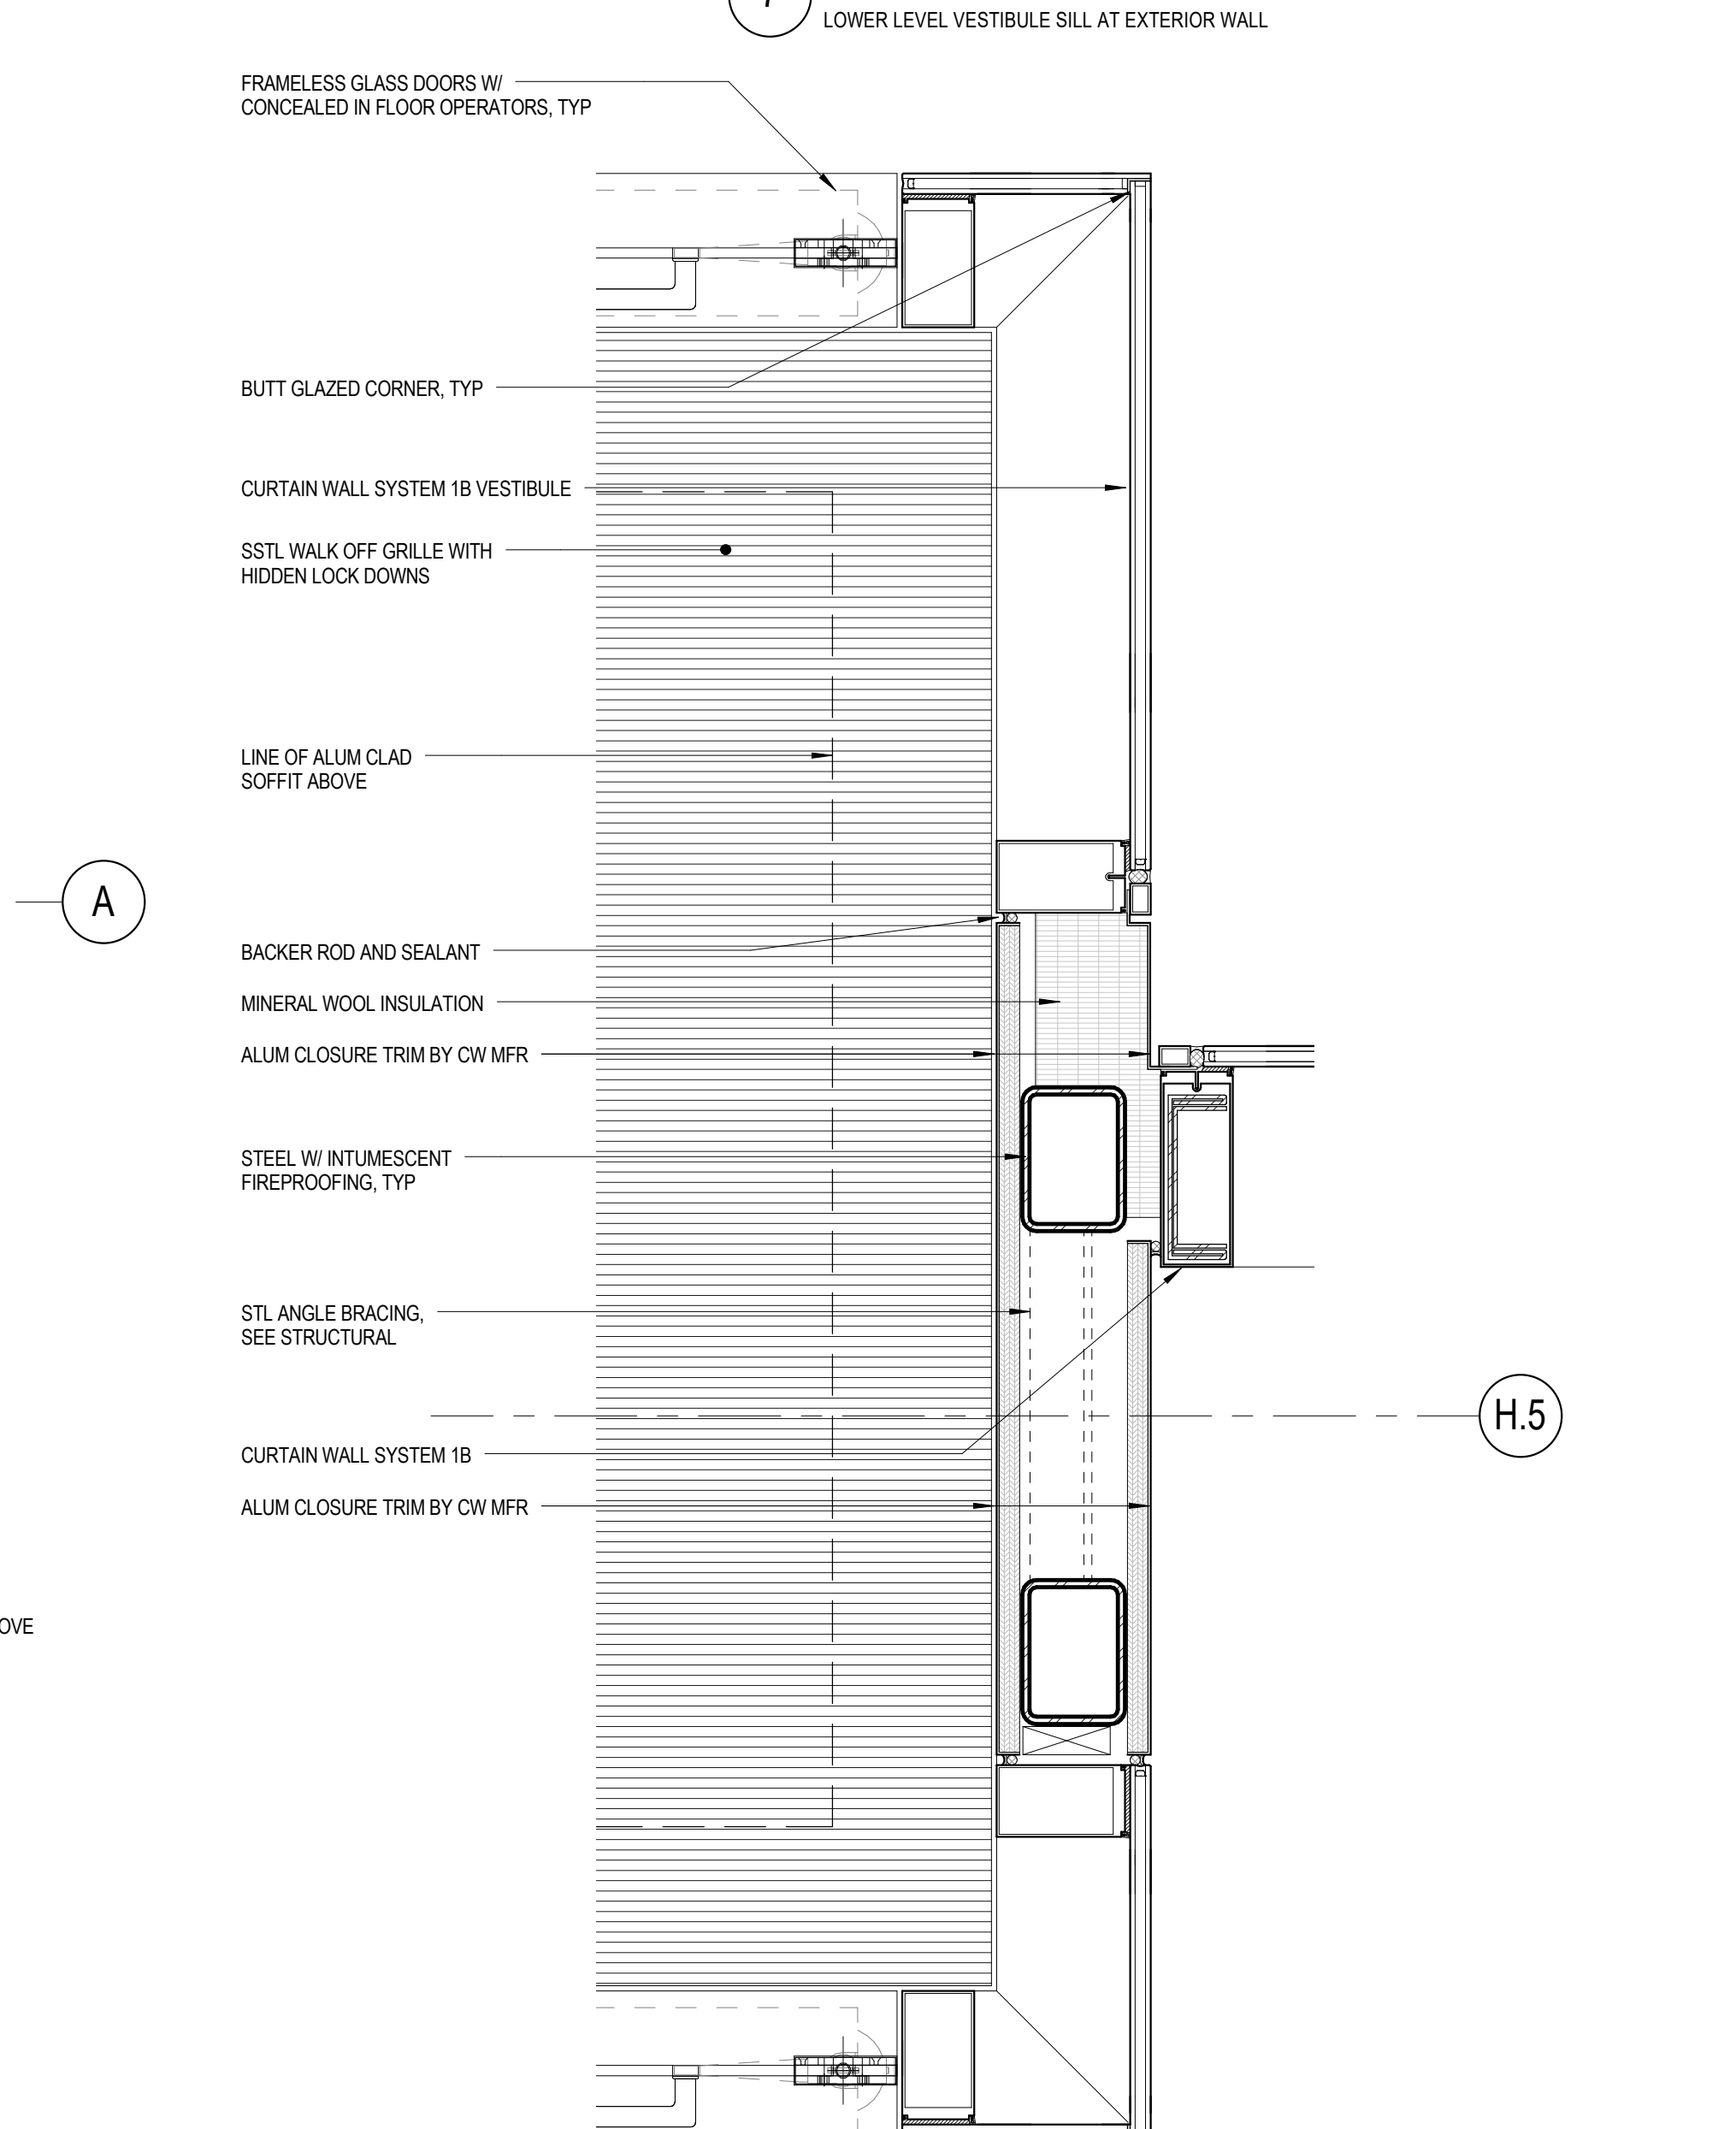 LOWER LEVEL VESTIBULE SILL AT EXTERIOR WALL
FRAMELESS GLASS DOORS W/
CONCEALED IN FLOOR OPERATORS, TYP
BUTT GLAZED CORNER, TYP
CURTAIN WALL SYSTEM 1B VESTIBULE
SSTL WALK OFF GRILLE WITH
HIDDEN LOCK DOWNS
LINE OF ALUM CLAD
SOFFIT ABOVE
A
BACKER ROD AND SEALANT
MINERAL WOOL INSULATION
ALUM CLOSURE TRIM BY CW MFR
STEEL W/ INTUMESCENT
FIREPROOFING, TYP
STL ANGLE BRACING,
SEE STRUCTURAL
H.5
CURTAIN WALL SYSTEM 1B
ALUM CLOSURE TRIM BY CW MFR
OVE